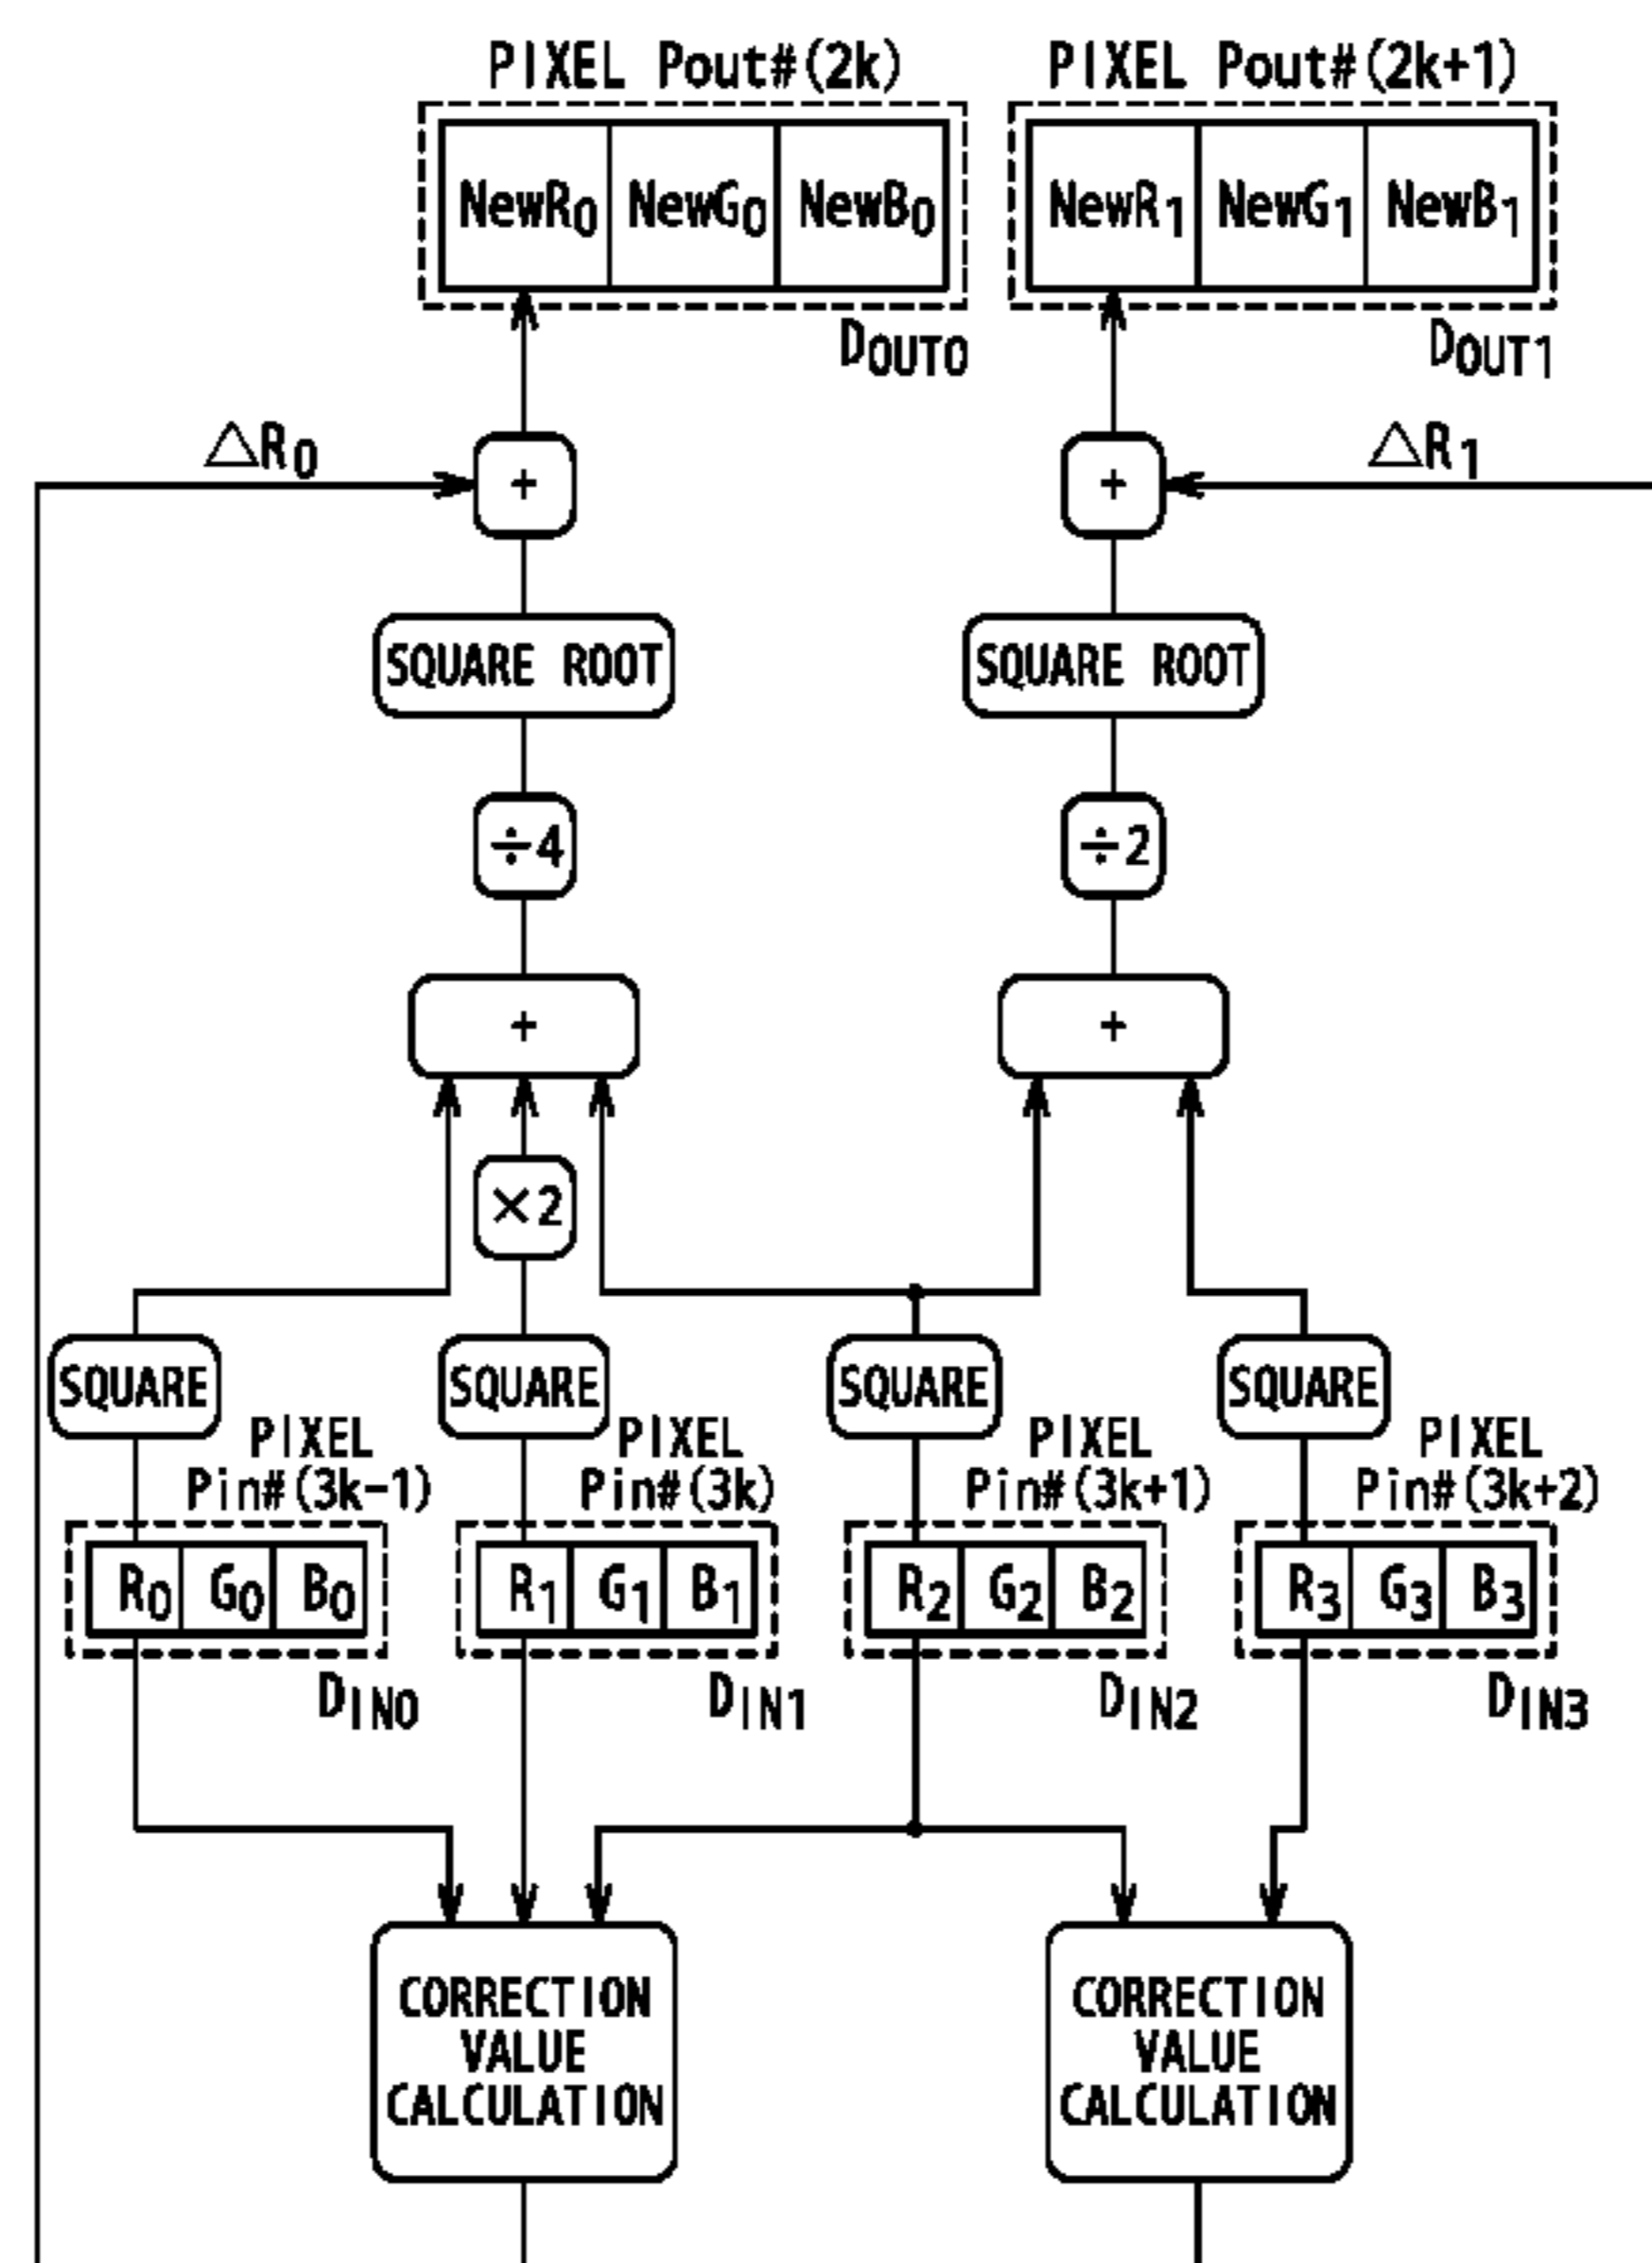 PIXEL Pout#(2k) PIXEL Pout#(2k+1)
NewR0 NewG0 NewB0 NewR1 NewG1 NewB1
DOUT0 DOUT1
△R0 + + △R1
SQUARE ROOT SQUARE ROOT
÷4 ÷2
+ +
×2
SQUARE SQUARE SQUARE SQUARE
PIXEL PIXEL PIXEL PIXEL
Pin#(3k-1) Pin#(3k) Pin#(3k+1) Pin#(3k+2)
R0 G0 B0 R1 G1 B1 R2 G2 B2 R3 G3 B3
DIN0 DIN1 DIN2 DIN3
CORRECTION CORRECTION
VALUE VALUE
CALCULATION CALCULATION